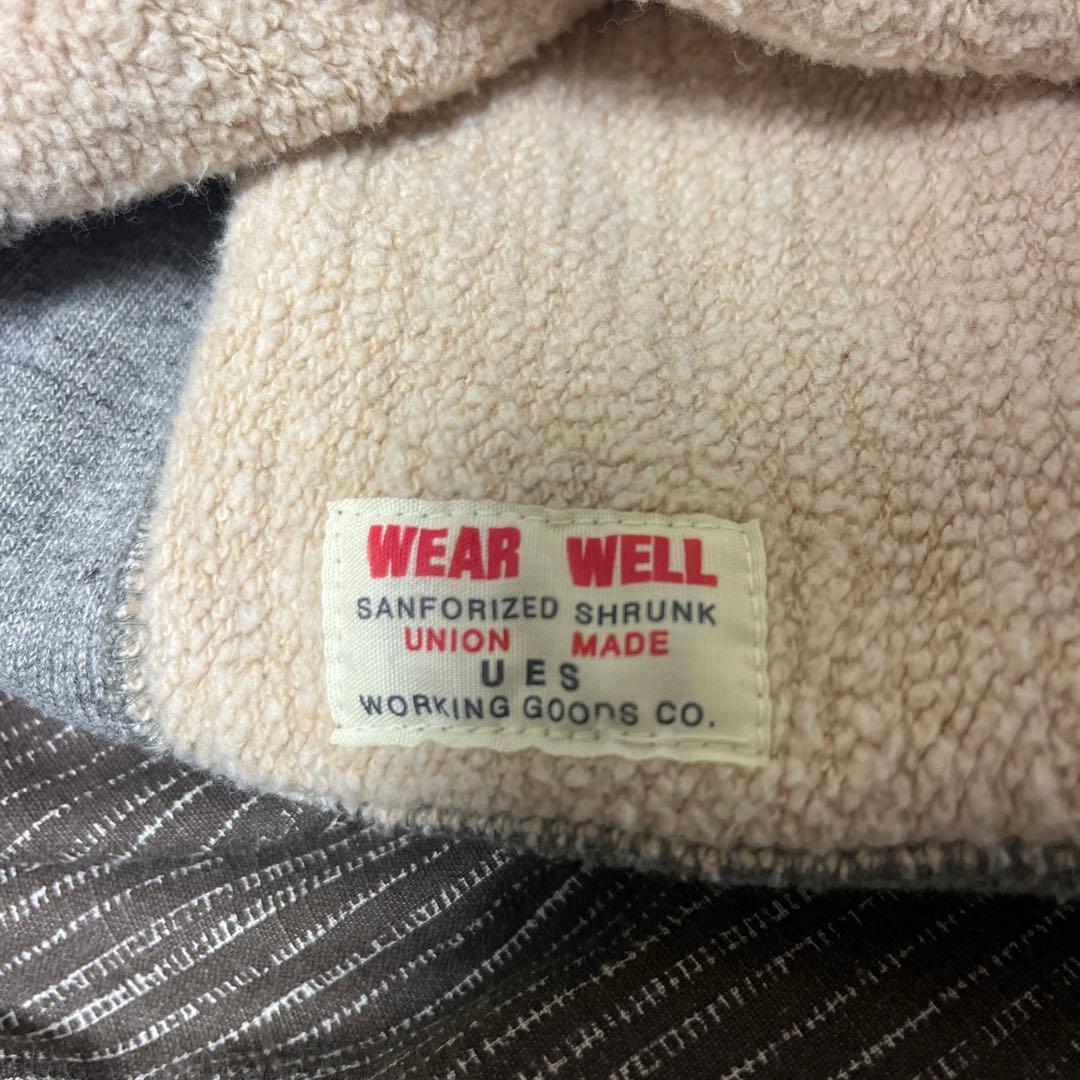 WEAR WELL
SANFORIZED SHRUNK
UNION MADE
UES
WORKING GOODS CO.